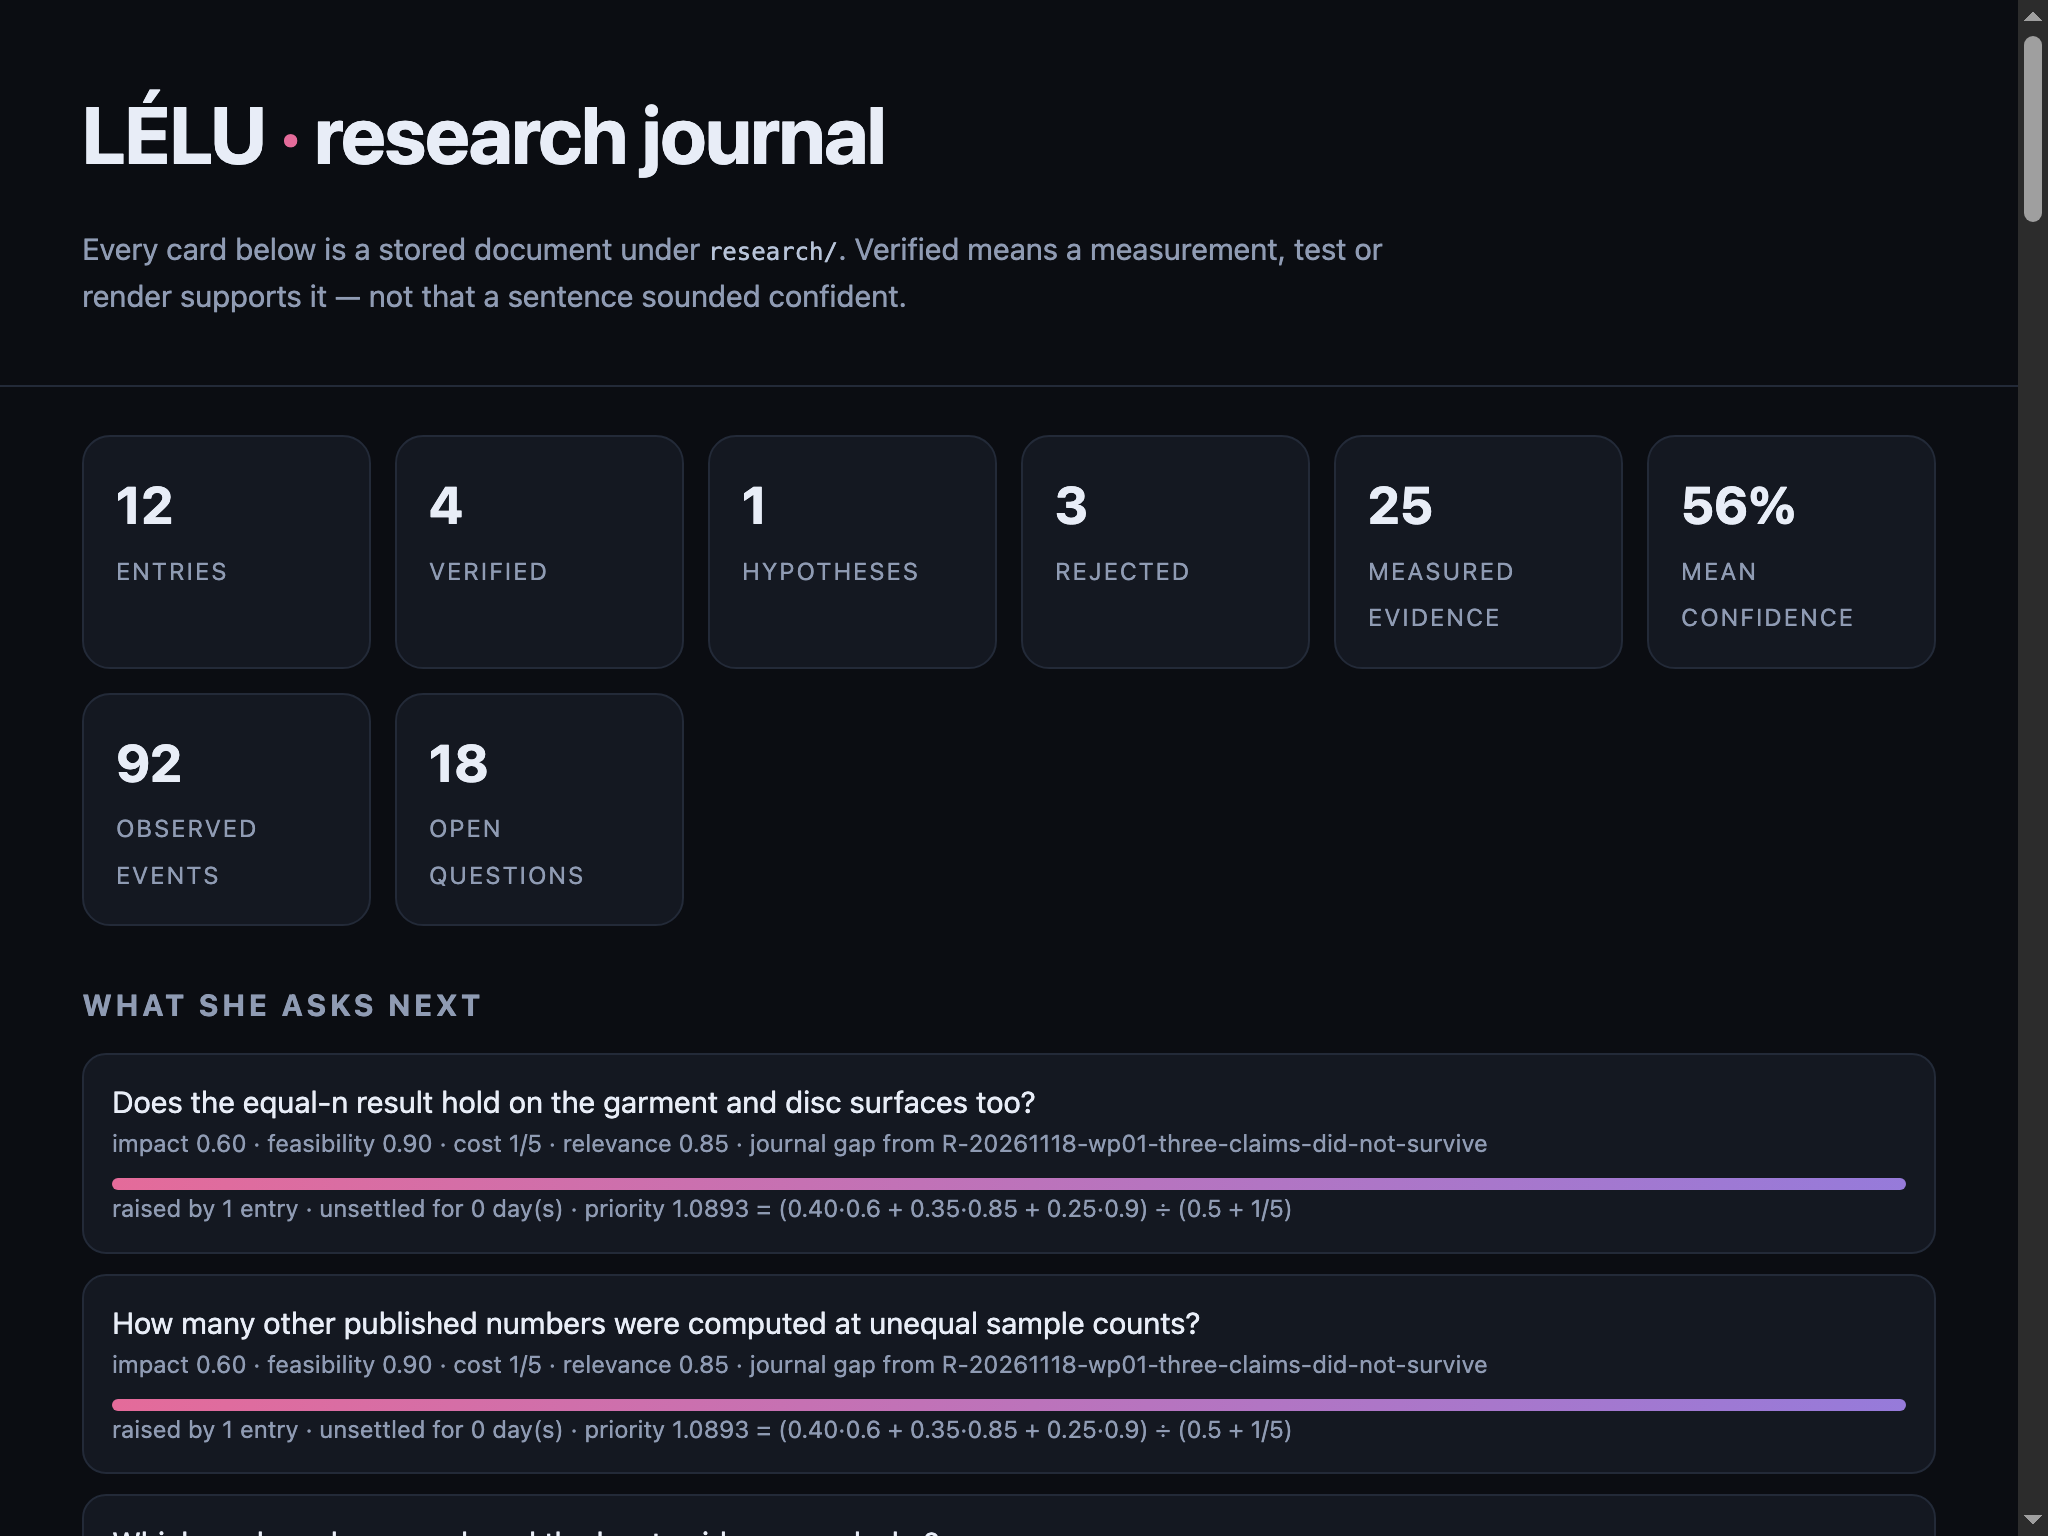 LÉLU · research journal
Every card below is a stored document under research/. Verified means a measurement, test or
render supports it — not that a sentence sounded confident.
12
ENTRIES
4
VERIFIED
1
HYPOTHESES
3
REJECTED
25
MEASURED
EVIDENCE
56%
MEAN
CONFIDENCE
92
OBSERVED
EVENTS
18
OPEN
QUESTIONS
WHAT SHE ASKS NEXT
Does the equal-n result hold on the garment and disc surfaces too?
impact 0.60 · feasibility 0.90 · cost 1/5 · relevance 0.85 · journal gap from R-20261118-wp01-three-claims-did-not-survive
raised by 1 entry · unsettled for 0 day(s) · priority 1.0893 = (0.40·0.6 + 0.35·0.85 + 0.25·0.9) ÷ (0.5 + 1/5)
How many other published numbers were computed at unequal sample counts?
impact 0.60 · feasibility 0.90 · cost 1/5 · relevance 0.85 · journal gap from R-20261118-wp01-three-claims-did-not-survive
raised by 1 entry · unsettled for 0 day(s) · priority 1.0893 = (0.40·0.6 + 0.35·0.85 + 0.25·0.9) ÷ (0.5 + 1/5)